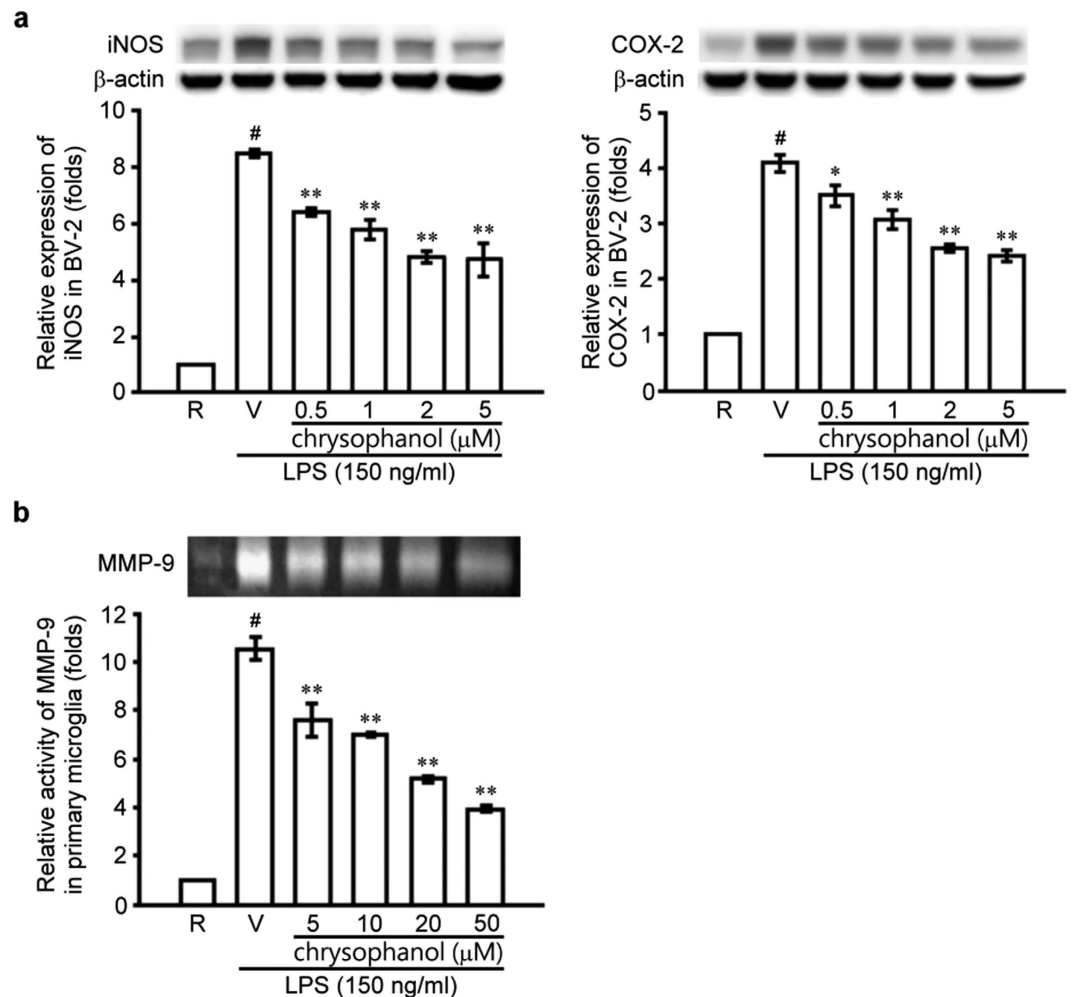 a
iNOS
β-actin
Relative expression of
iNOS in BV-2 (folds)
10
8
6
4
2
0
#
**
**
**
**
R V 0.5 1 2 5
chrysophanol (μM)
LPS (150 ng/ml)
COX-2
β-actin
Relative expression of
COX-2 in BV-2 (folds)
5
4
3
2
1
0
#
*
**
**
**
R V 0.5 1 2 5
chrysophanol (μM)
LPS (150 ng/ml)
b
MMP-9
Relative activity of MMP-9
in primary microglia (folds)
12
10
8
6
4
2
0
#
**
**
**
**
R V 5 10 20 50
chrysophanol (μM)
LPS (150 ng/ml)